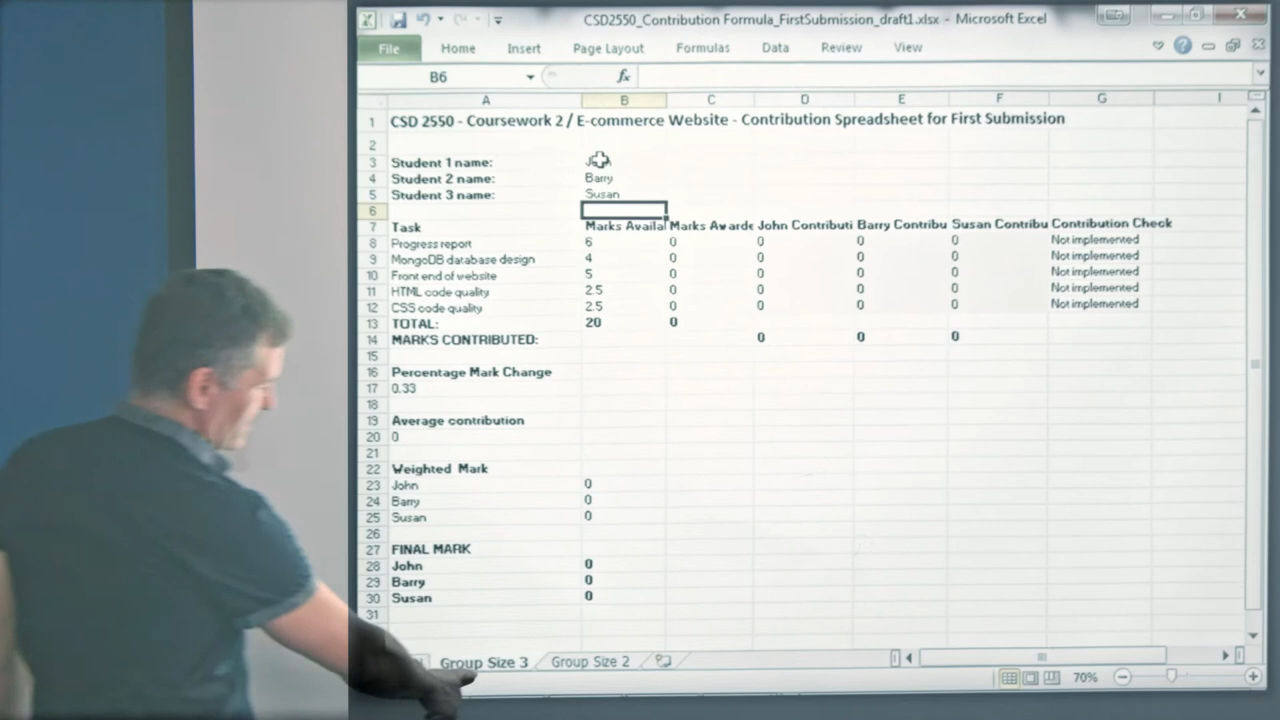 CSD2550_Contribution Formula_FirstSubmission_draft1.xlsx - Microsoft Excel
File Home Insert Page Layout Formulas Data Review View
B6 fx
A B C D E F G I
1 CSD 2550 - Coursework 2 / E-commerce Website - Contribution Spreadsheet for First Submission
2
3 Student 1 name:
4 Student 2 name: Barry
5 Student 3 name: Susan
6
7 Task Marks Availal Marks Awarde John Contributi Barry Contribu Susan Contribu Contribution Check
8 Progress report 6 0 0 0 0 Not implemented
9 MongoDB database design 4 0 0 0 0 Not implemented
10 Front end of website 5 0 0 0 0 Not implemented
11 HTML code quality 2.5 0 0 0 0 Not implemented
12 CSS code quality 2.5 0 0 0 0 Not implemented
13 TOTAL: 20 0
14 MARKS CONTRIBUTED: 0 0 0
15
16 Percentage Mark Change
17 0.33
18
19 Average contribution
20 0
21
22 Weighted Mark
23 John 0
24 Barry 0
25 Susan 0
26
27 FINAL MARK
28 John 0
29 Barry 0
30 Susan 0
31
Group Size 3 Group Size 2
70%